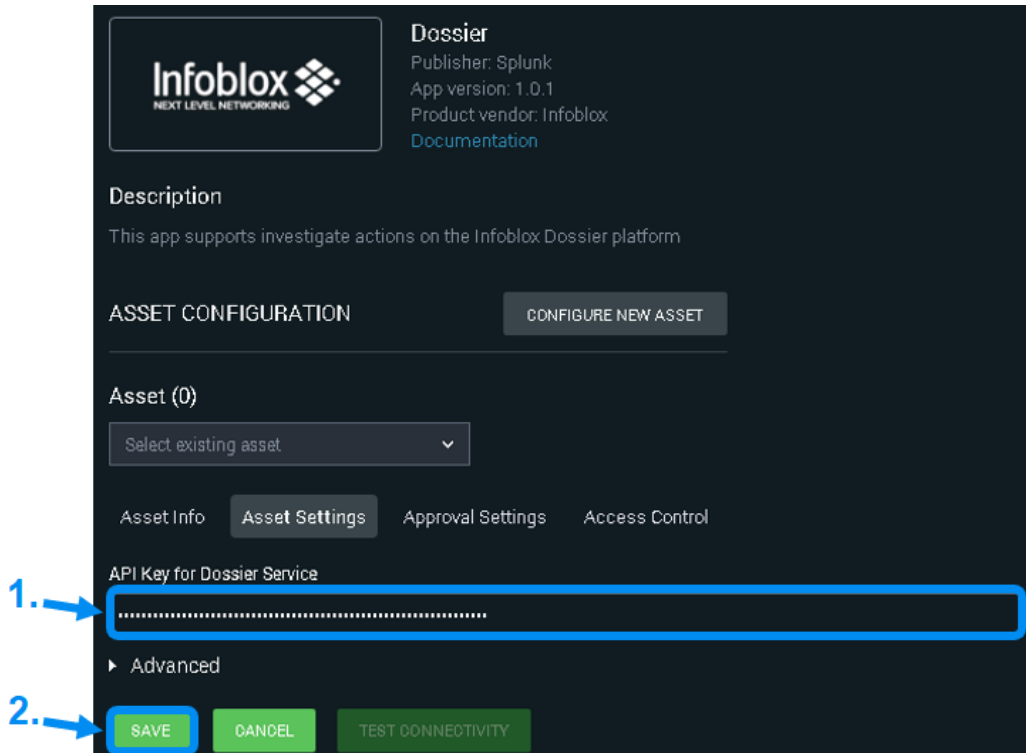 Infoblox
NEXT LEVEL NETWORKING
Dossier
Publisher: Splunk
App version: 1.0.1
Product vendor: Infoblox
Documentation
Description
This app supports investigate actions on the Infoblox Dossier platform
ASSET CONFIGURATION
CONFIGURE NEW ASSET
Asset (0)
Select existing asset
Asset Info Asset Settings Approval Settings Access Control
API Key for Dossier Service
1.
Advanced
2.
SAVE CANCEL TEST CONNECTIVITY